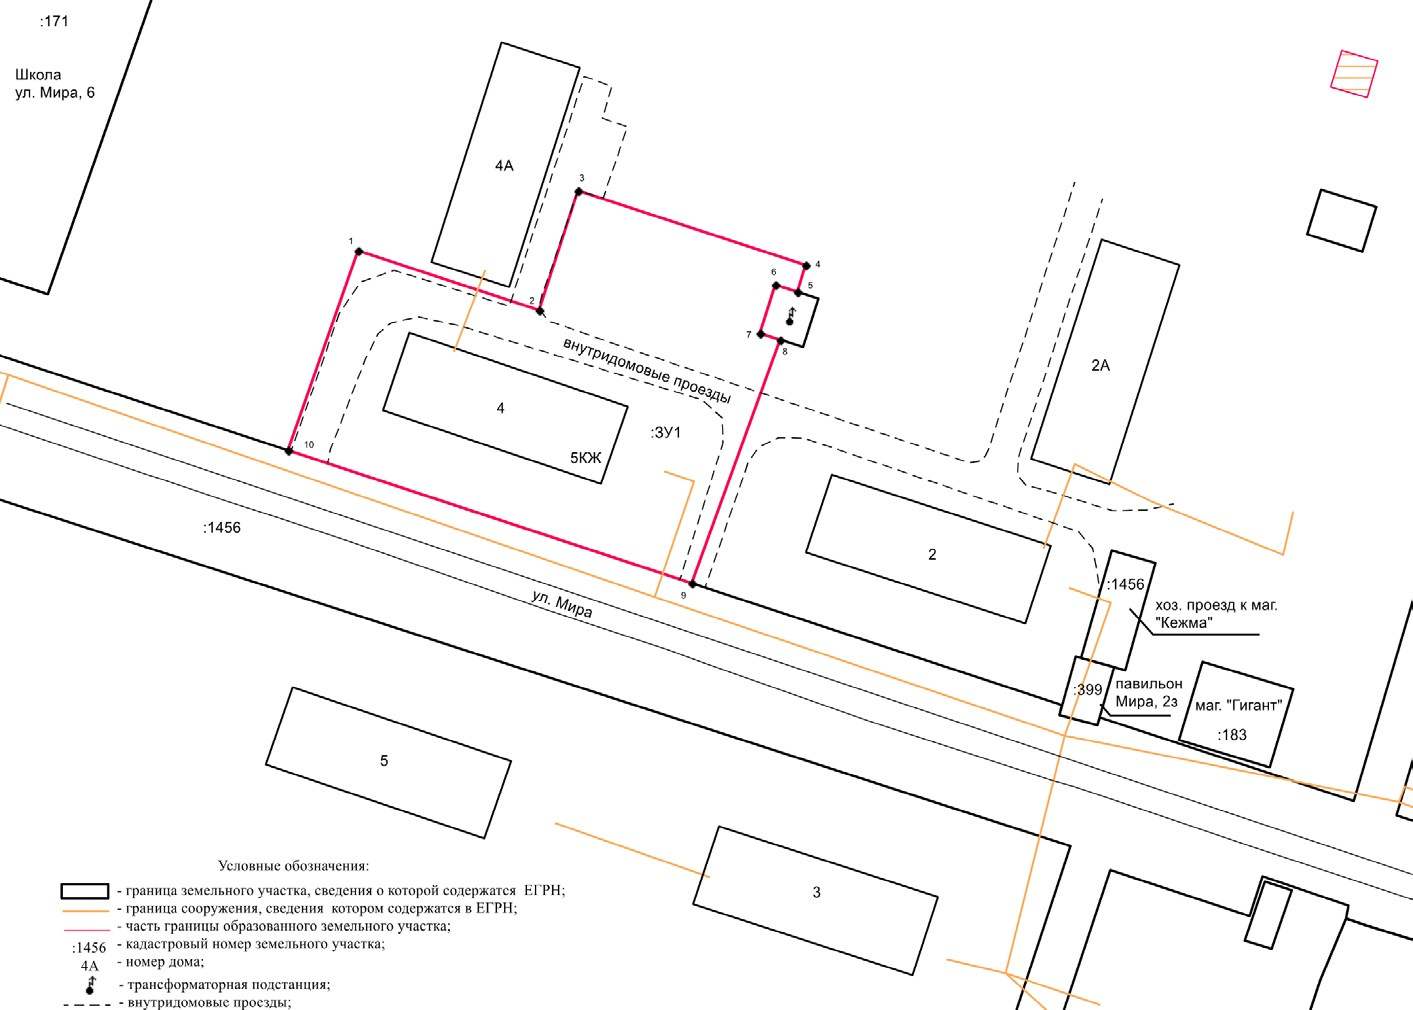 :171
Школа
ул. Мира, 6
4А
3
1
4
6
5
2
7
8
внутридомовые проезды
2А
4
:ЗУ1
10
5КЖ
:1456
2
9
ул. Мира
:1456
хоз. проезд к маг.
"Кежма"
:399
павильон
Мира, 2з
маг. "Гигант"
:183
5
3
Условные обозначения:
- граница земельного участка, сведения о которой содержатся ЕГРН;
- граница сооружения, сведения котором содержатся в ЕГРН;
- часть границы образованного земельного участка;
:1456 - кадастровый номер земельного участка;
4А - номер дома;
- трансформаторная подстанция;
- внутридомовые проезды;